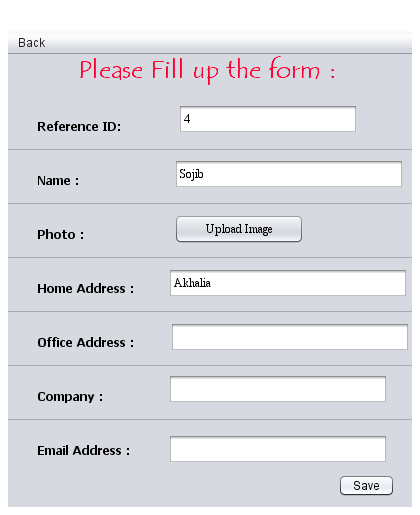 Back
Please Fill up the form :
Reference ID: 4
Name : Sojib
Photo : Upload Image
Home Address : Akhalia
Office Address :
Company :
Email Address :
Save